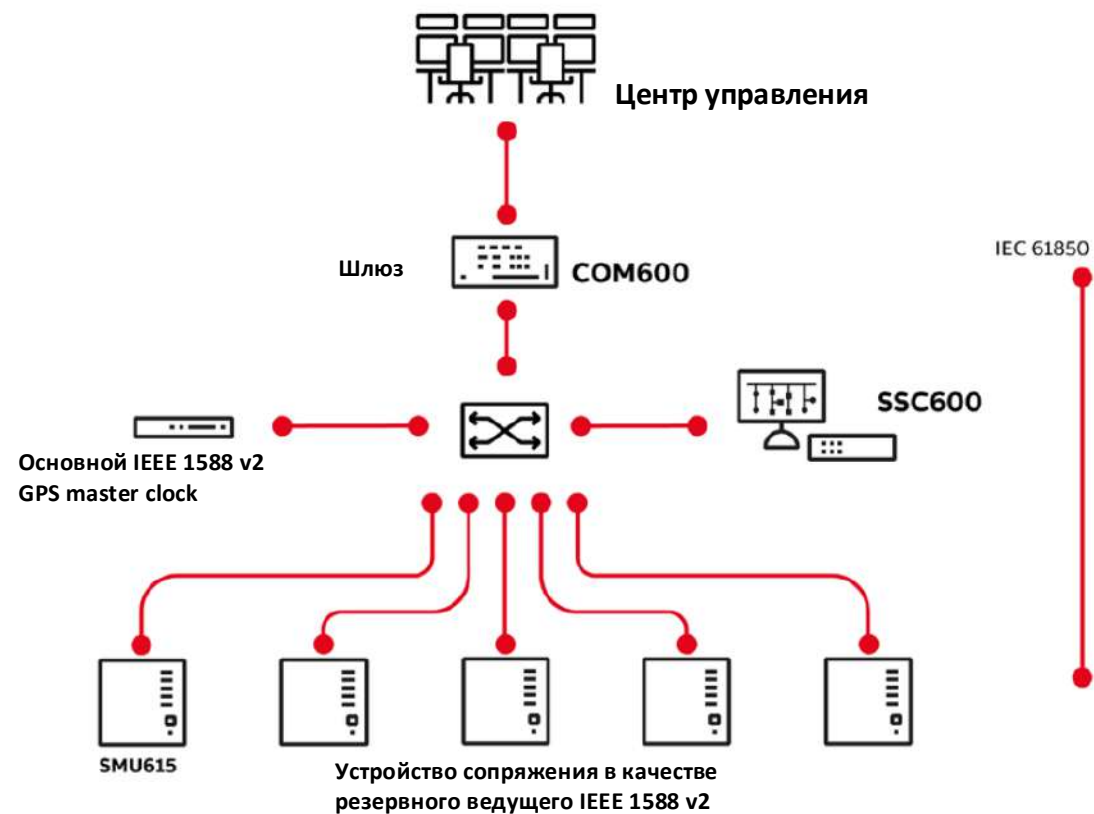 Центр управления
IEC 61850
Шлюз
COM600
SSC600
Основной IEEE 1588 v2
GPS master clock
SMU615
Устройство сопряжения в качестве
резервного ведущего IEEE 1588 v2